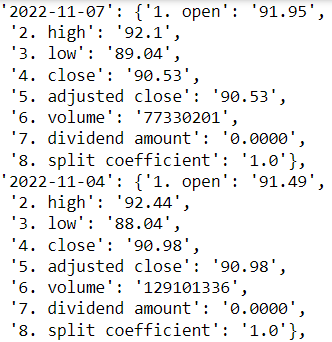 '2022-11-07': {'1. open': '91.95',
'2. high': '92.1',
'3. low': '89.04',
'4. close': '90.53',
'5. adjusted close': '90.53',
'6. volume': '77330201',
'7. dividend amount': '0.0000',
'8. split coefficient': '1.0'},
'2022-11-04': {'1. open': '91.49',
'2. high': '92.44',
'3. low': '88.04',
'4. close': '90.98',
'5. adjusted close': '90.98',
'6. volume': '129101336',
'7. dividend amount': '0.0000',
'8. split coefficient': '1.0'},